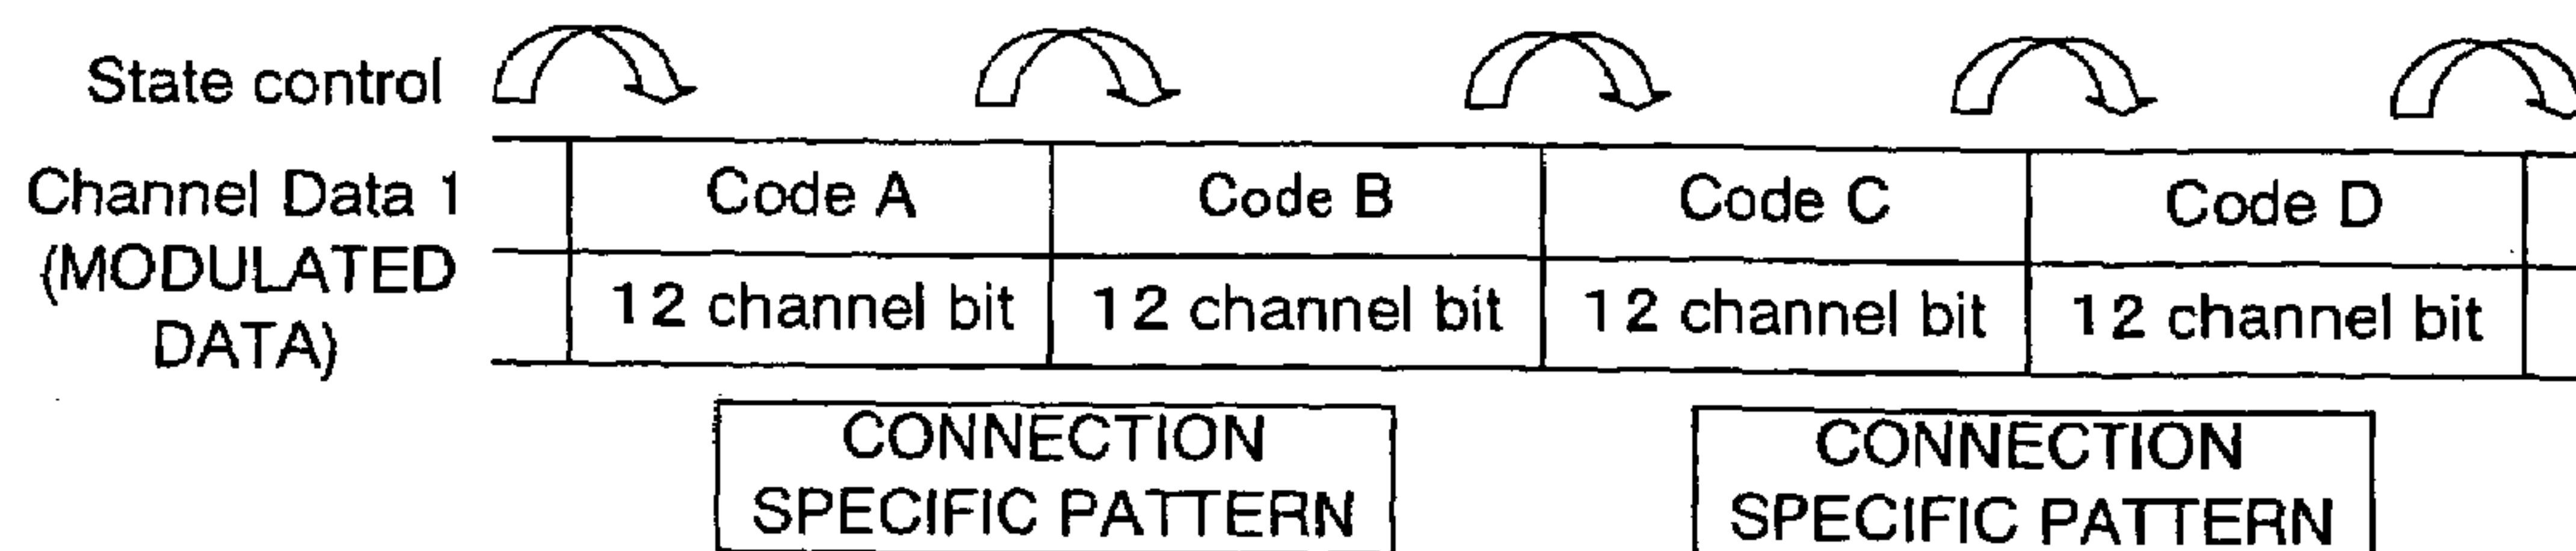 State control
Channel Data 1
(MODULATED
DATA)
Code A
Code B
Code C
Code D
12 channel bit
12 channel bit
12 channel bit
12 channel bit
CONNECTION
SPECIFIC PATTERN
CONNECTION
SPECIFIC PATTERN